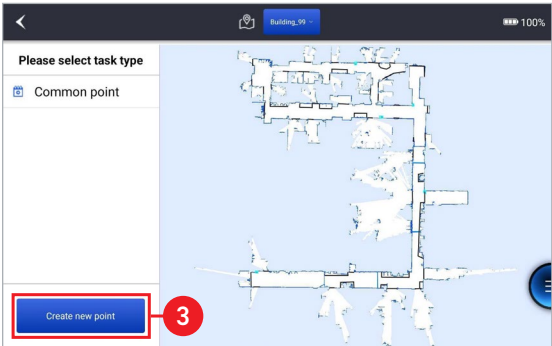 Building_99
100%
Please select task type
Common point
Create new point
3